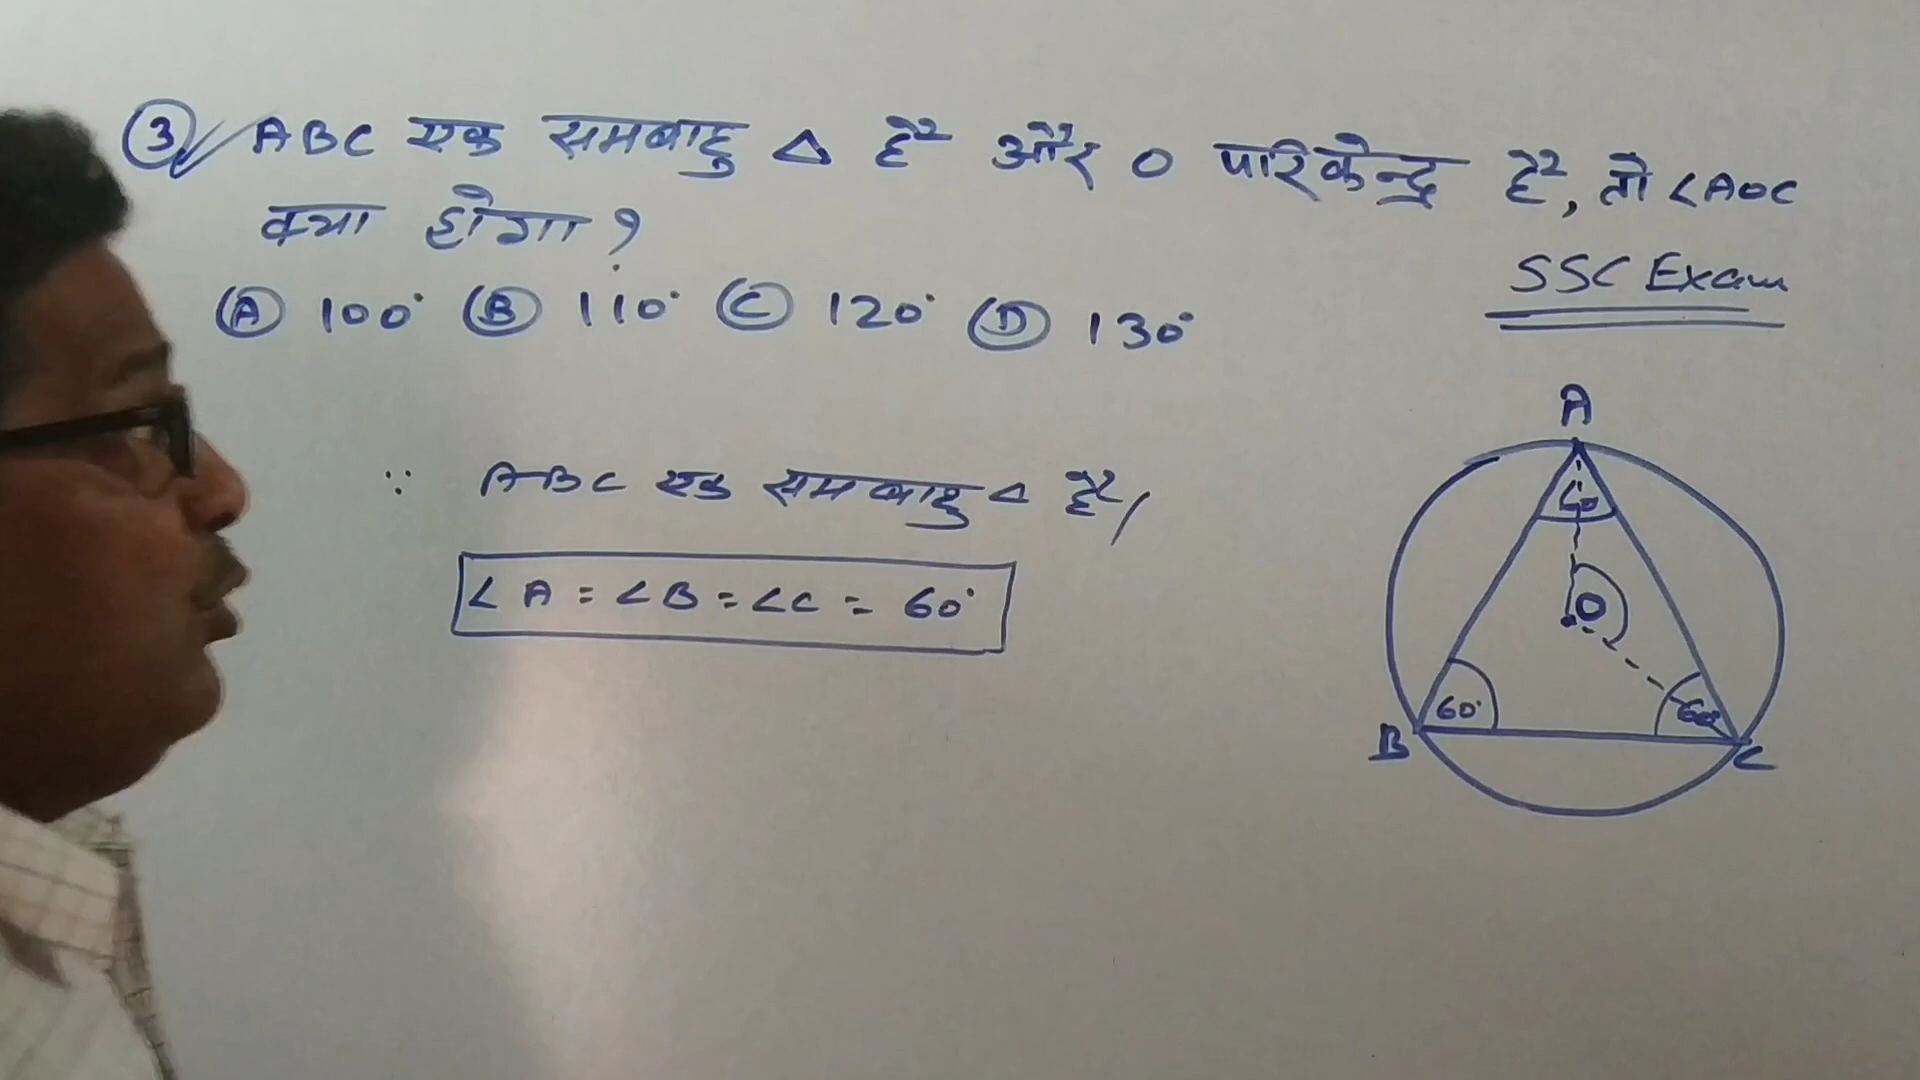 ③ ABC एक समबाहु △ है और O परिकेन्द्र है, तो ∠AOC
क्या होगा?
Ⓐ 100° Ⓑ 110° Ⓒ 120° Ⓓ 130°
SSC Exam
∵ ABC एक समबाहु △ है,
∠A = ∠B = ∠C = 60°
A
60
O
60°
60°
B
C